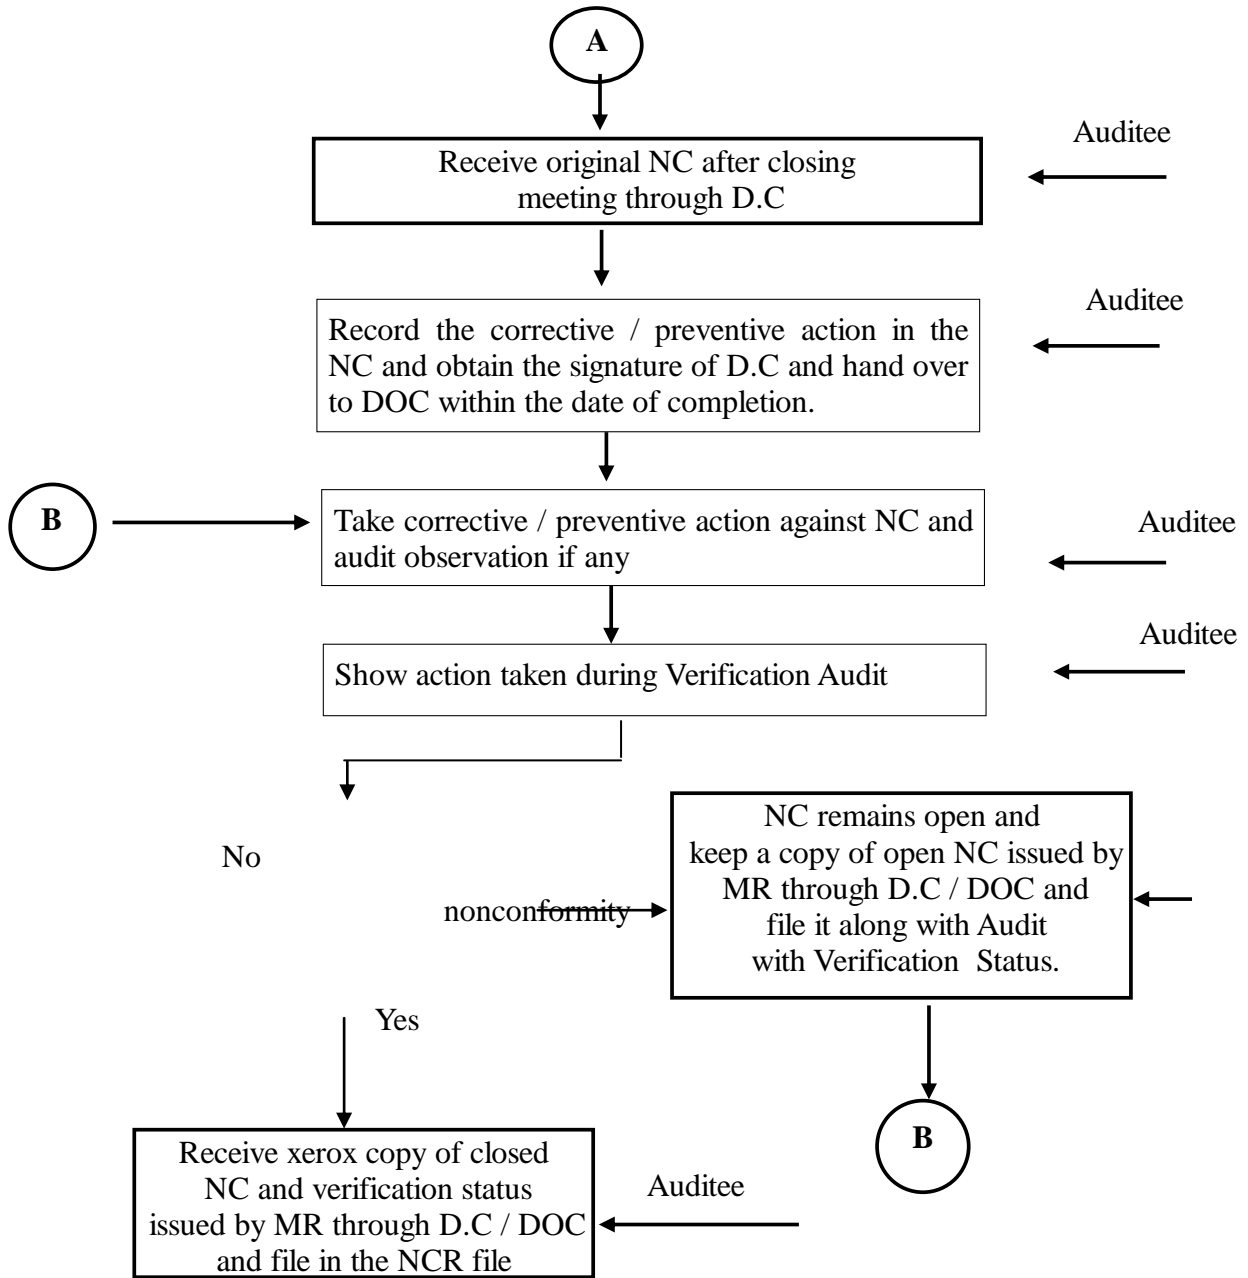 A
Auditee
Receive original NC after closing
meeting through D.C
Auditee
Record the corrective / preventive action in the
NC and obtain the signature of D.C and hand over
to DOC within the date of completion.
B
Take corrective / preventive action against NC and
audit observation if any
Auditee
Auditee
Show action taken during Verification Audit
NC remains open and
keep a copy of open NC issued by
MR through D.C / DOC and
file it along with Audit
with Verification Status.
No
nonconformity
Yes
B
Receive xerox copy of closed
NC and verification status
issued by MR through D.C / DOC
and file in the NCR file
Auditee